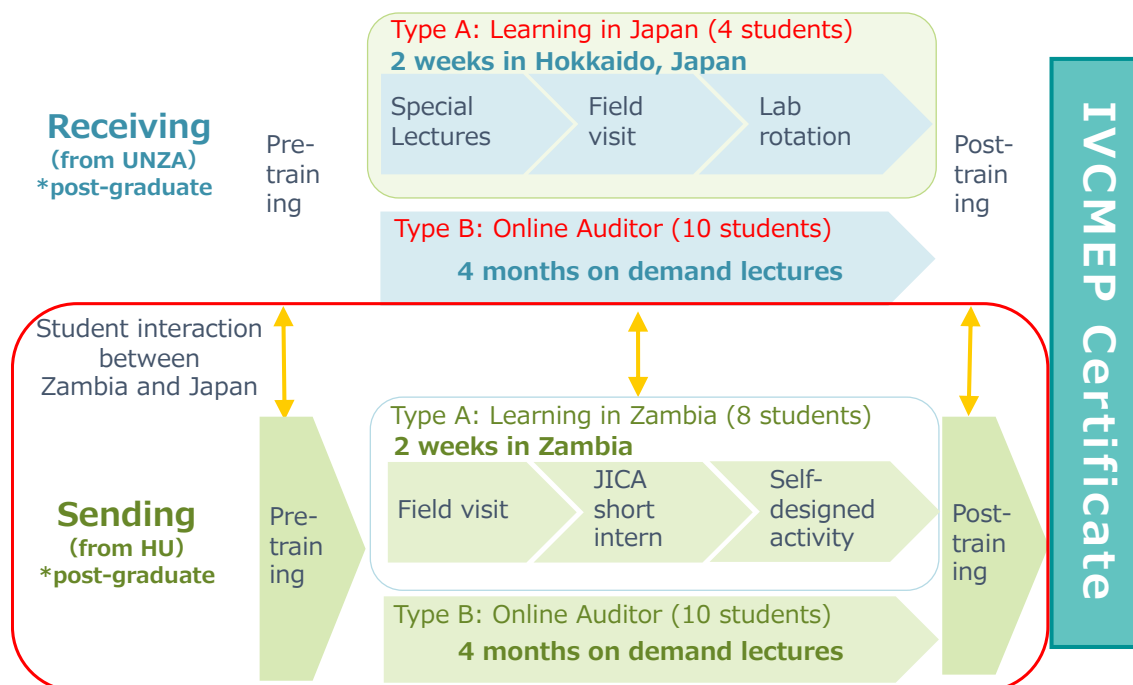 Receiving
(from UNZA)
*post-graduate
Pre-
train
ing
Type A: Learning in Japan (4 students)
2 weeks in Hokkaido, Japan
Special
Lectures
Field
visit
Lab
rotation
Type B: Online Auditor (10 students)
4 months on demand lectures
Post-
train
ing
Student interaction
between
Zambia and Japan
Sending
(from HU)
*post-graduate
Pre-
train
ing
Type A: Learning in Zambia (8 students)
2 weeks in Zambia
Field visit
JICA
short
intern
Self-
designed
activity
Type B: Online Auditor (10 students)
4 months on demand lectures
Post-
train
ing
IVCMEP Certificate